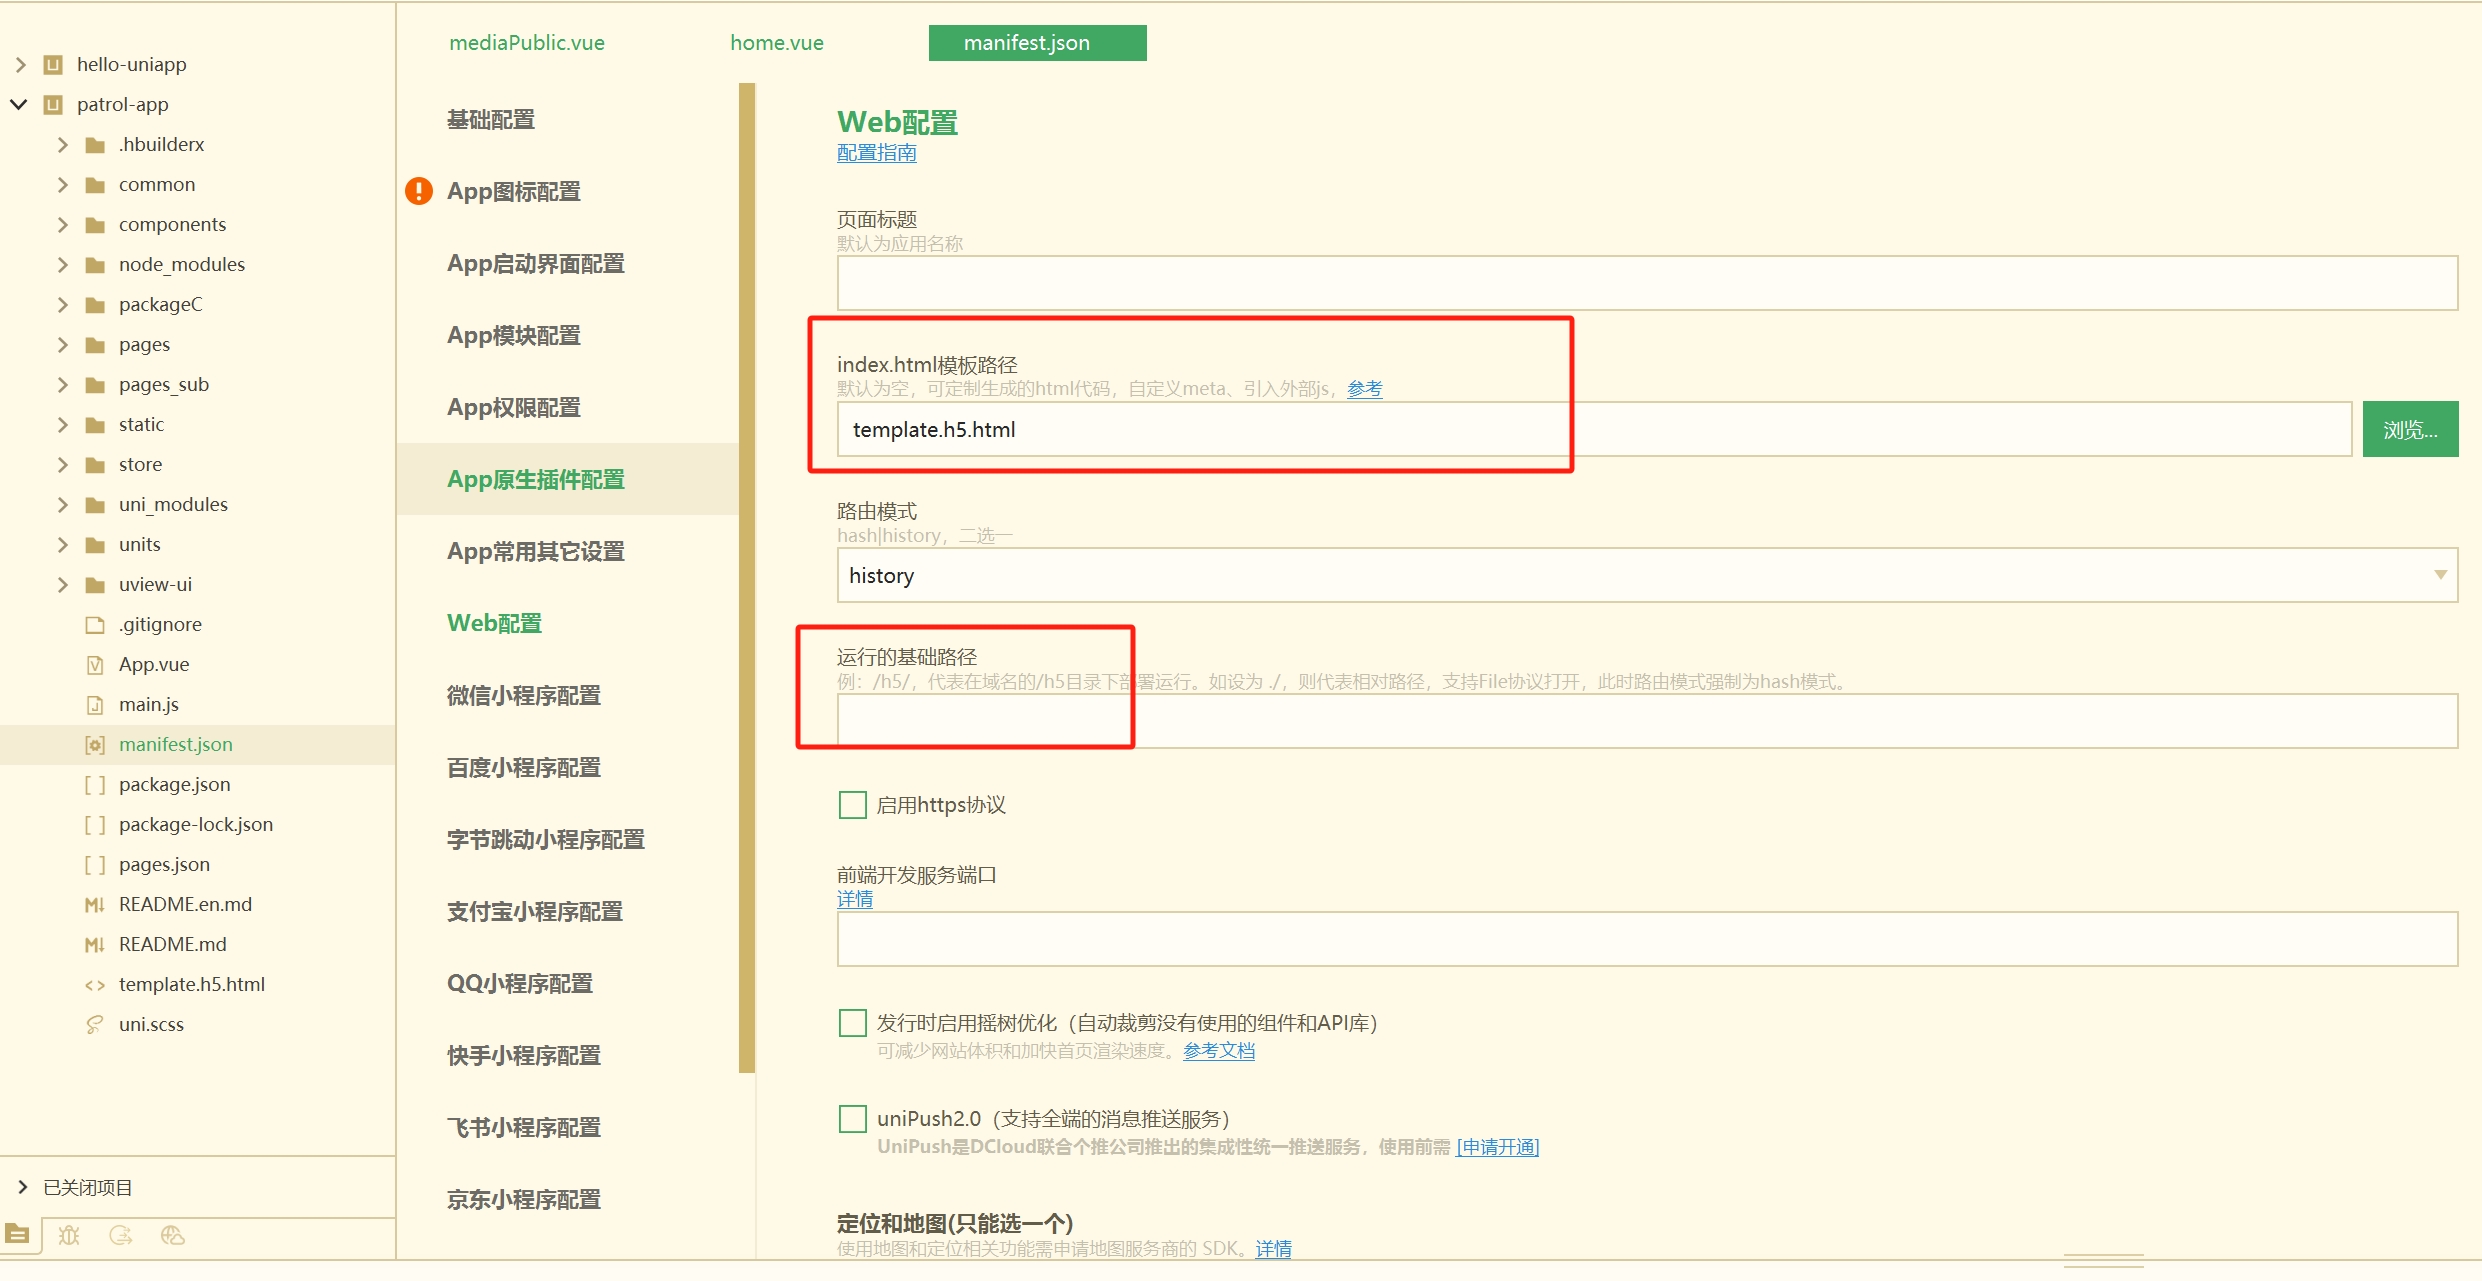 mediaPublic.vue
home.vue
manifest.json
hello-uniapp
patrol-app
.hbuilderx
common
components
node_modules
packageC
pages
pages_sub
static
store
uni_modules
units
uview-ui
.gitignore
App.vue
main.js
manifest.json
package.json
package-lock.json
pages.json
README.en.md
README.md
template.h5.html
uni.scss
已关闭项目
基础配置
App图标配置
App启动界面配置
App模块配置
App权限配置
App原生插件配置
App常用其它设置
Web配置
微信小程序配置
百度小程序配置
字节跳动小程序配置
支付宝小程序配置
QQ小程序配置
快手小程序配置
飞书小程序配置
京东小程序配置
Web配置
配置指南
页面标题
默认为应用名称
index.html模板路径
默认为空，可定制生成的html代码，自定义meta、引入外部js，参考
template.h5.html
浏览...
路由模式
hash|history，二选一
history
运行的基础路径
例：/h5/，代表在域名的/h5目录下部署运行。如设为 ./，则代表相对路径，支持File协议打开，此时路由模式强制为hash模式。
启用https协议
前端开发服务端口
详情
发行时启用摇树优化（自动裁剪没有使用的组件和API库）
可减少网站体积和加快首页渲染速度。参考文档
uniPush2.0（支持全端的消息推送服务）
UniPush是DCloud联合个推公司推出的集成性统一推送服务，使用前需 [申请开通]
定位和地图(只能选一个)
使用地图和定位相关功能需申请地图服务商的 SDK。详情